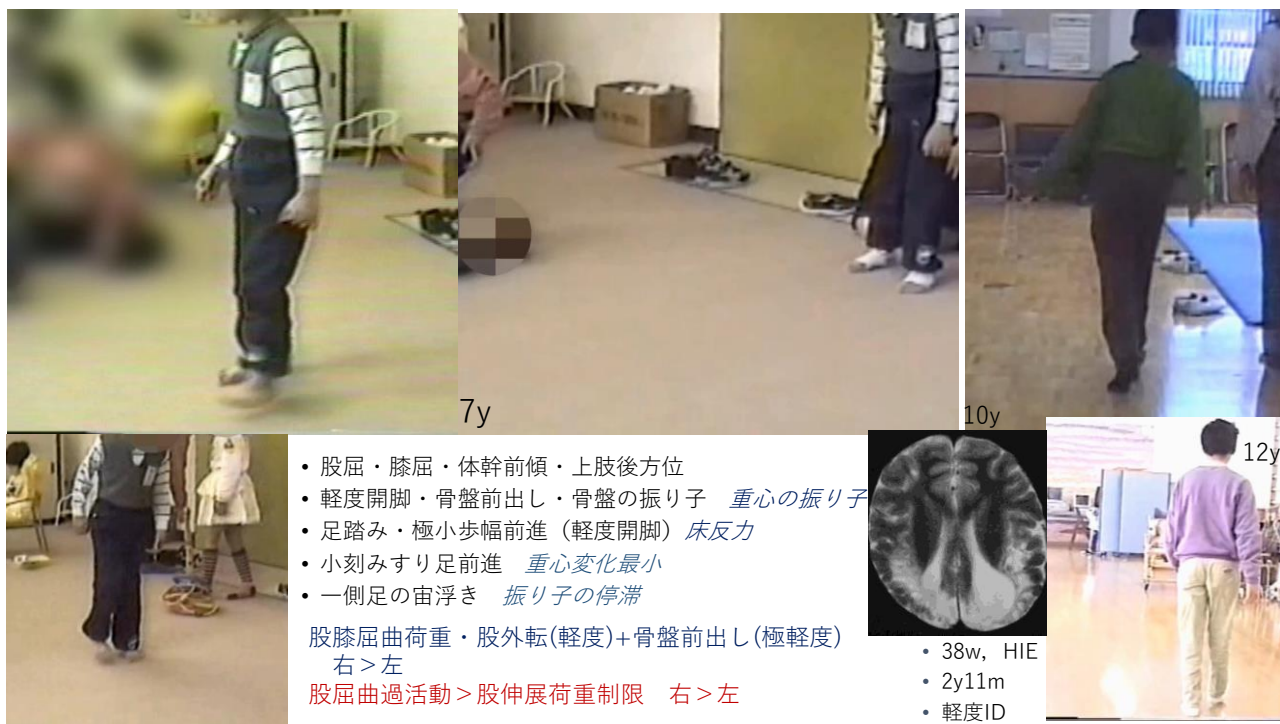 7y
10y
12y
• 股屈・膝屈・体幹前傾・上肢後方位
• 軽度開脚・骨盤前出し・骨盤の振り子　重心の振り子
• 足踏み・極小歩幅前進（軽度開脚）床反力
• 小刻みすり足前進　重心変化最小
• 一側足の宙浮き　振り子の停滞
股膝屈曲荷重・股外転(軽度)+骨盤前出し(極軽度)
右＞左
股屈曲過活動＞股伸展荷重制限　右＞左
• 38w，HIE
• 2y11m
• 軽度ID